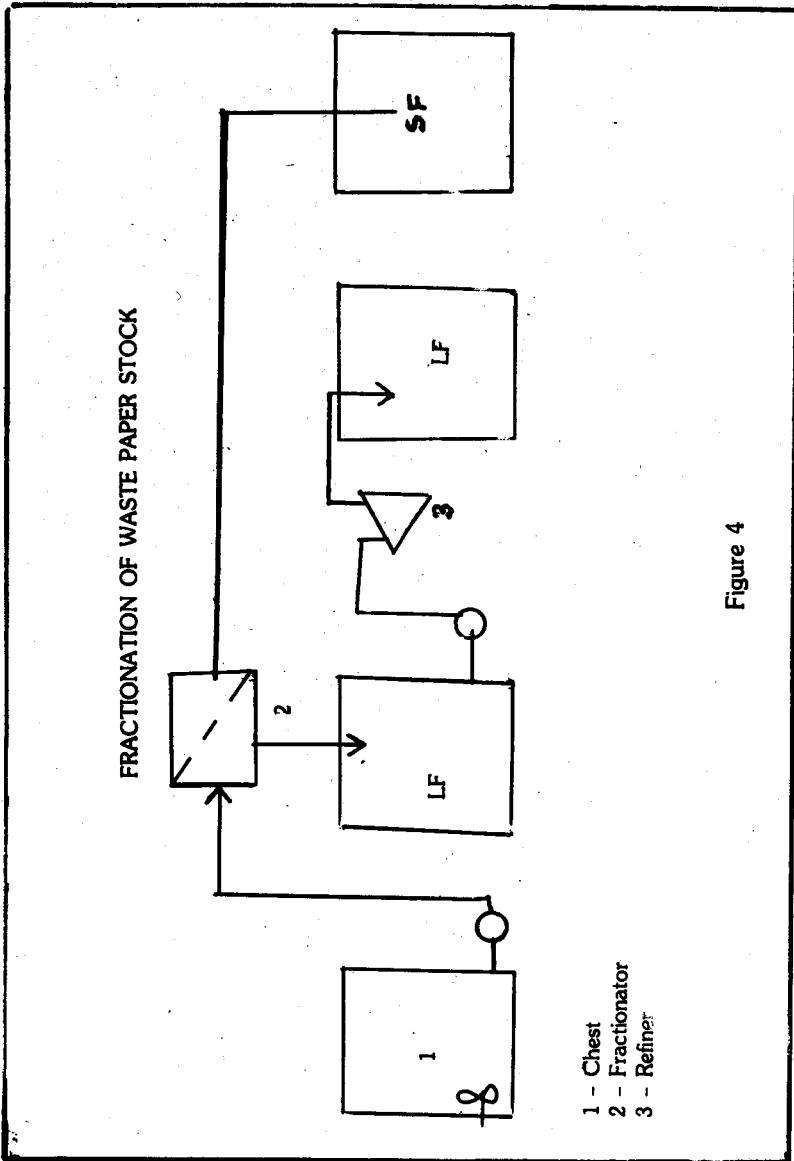 FRACTIONATION OF WASTE PAPER STOCK
2
SF
LF
3
LF
1
1 - Chest
2 - Fractionator
3 - Refiner
Figure 4